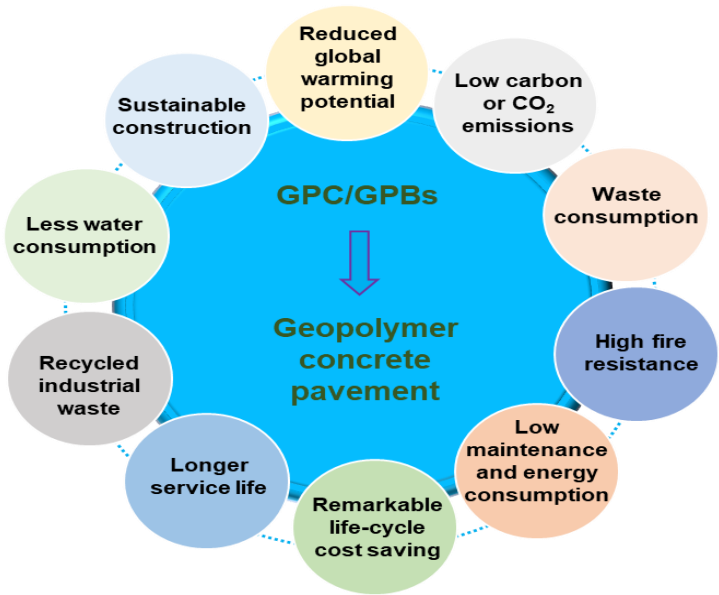 Reduced
global
warming
potential
Low carbon
or CO₂
emissions
Waste
consumption
High fire
resistance
Low
maintenance
and energy
consumption
Remarkable
life-cycle
cost saving
Longer
service life
Recycled
industrial
waste
Less water
consumption
Sustainable
construction
GPC/GPBs
Geopolymer
concrete
pavement